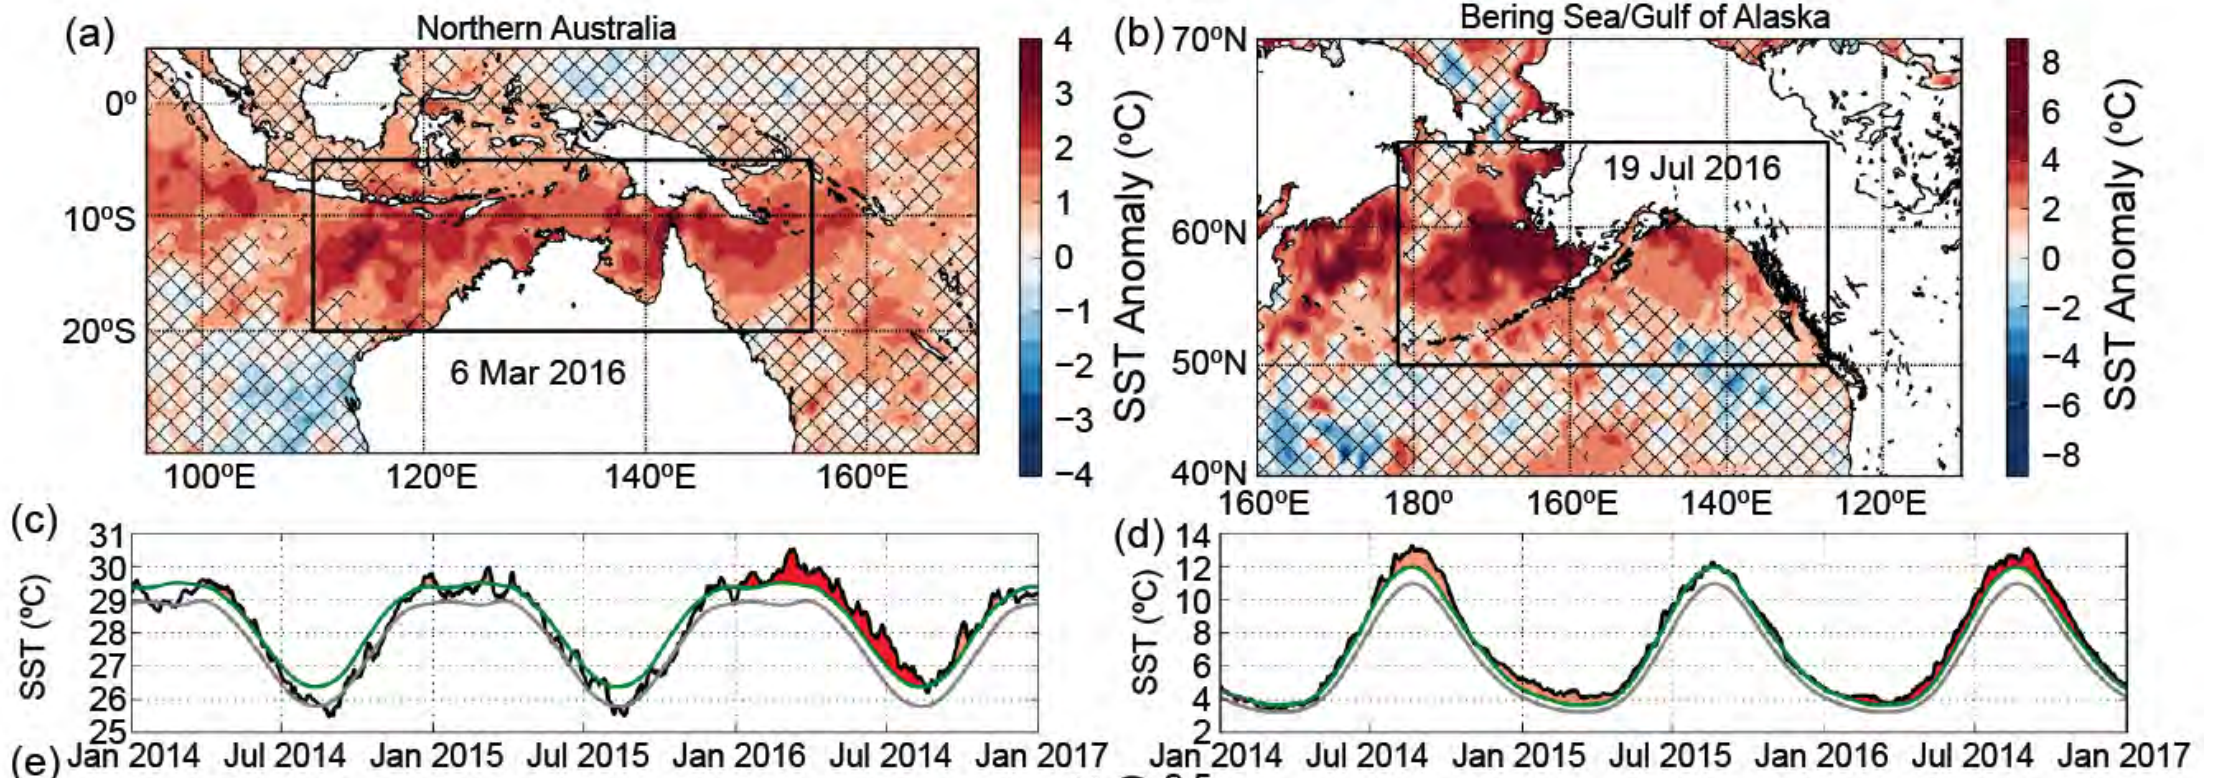 (a)
Northern Australia
0º
10ºS
20ºS
6 Mar 2016
100ºE 120ºE 140ºE 160ºE
4
3
2
1
0
−1
−2
−3
−4
SST Anomaly (ºC)
(b)
Bering Sea/Gulf of Alaska
70ºN
60ºN
50ºN
40ºN
19 Jul 2016
160ºE 180º 160ºE 140ºE 120ºE
8
6
4
2
0
−2
−4
−6
−8
SST Anomaly (ºC)
(c)
31
30
29
28
27
26
25
SST (ºC)
Jan 2014 Jul 2014 Jan 2015 Jul 2015 Jan 2016 Jul 2014 Jan 2017
(d)
14
12
10
8
6
4
2
SST (ºC)
Jan 2014 Jul 2014 Jan 2015 Jul 2015 Jan 2016 Jul 2014 Jan 2017
(e)